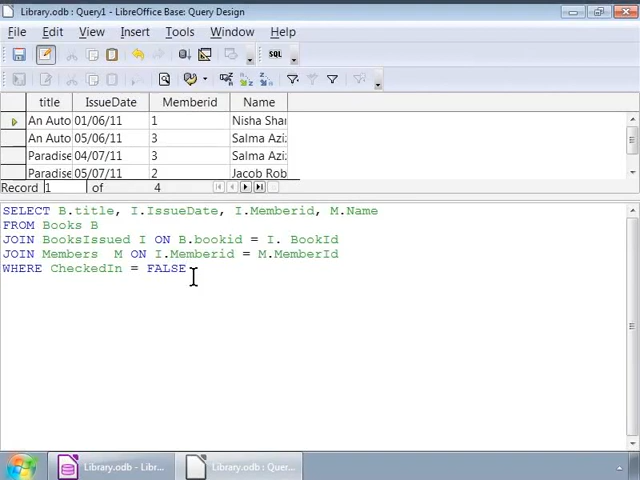 Library.odb : Query1 - LibreOffice Base: Query Design
File Edit View Insert Tools Window Help
SQL
title IssueDate Memberid Name
An Auto 01/06/11 1 Nisha Shar
An Auto 05/06/11 3 Salma Aziz
Paradise 04/07/11 3 Salma Aziz
Paradise 05/07/11 2 Jacob Rob
Record 1 of 4
SELECT B.title, I.IssueDate, I.Memberid, M.Name
FROM Books B
JOIN BooksIssued I ON B.bookid = I. BookId
JOIN Members M ON I.Memberid = M.MemberId
WHERE CheckedIn = FALSE
Library.odb - Libr... Library.odb : Quer...